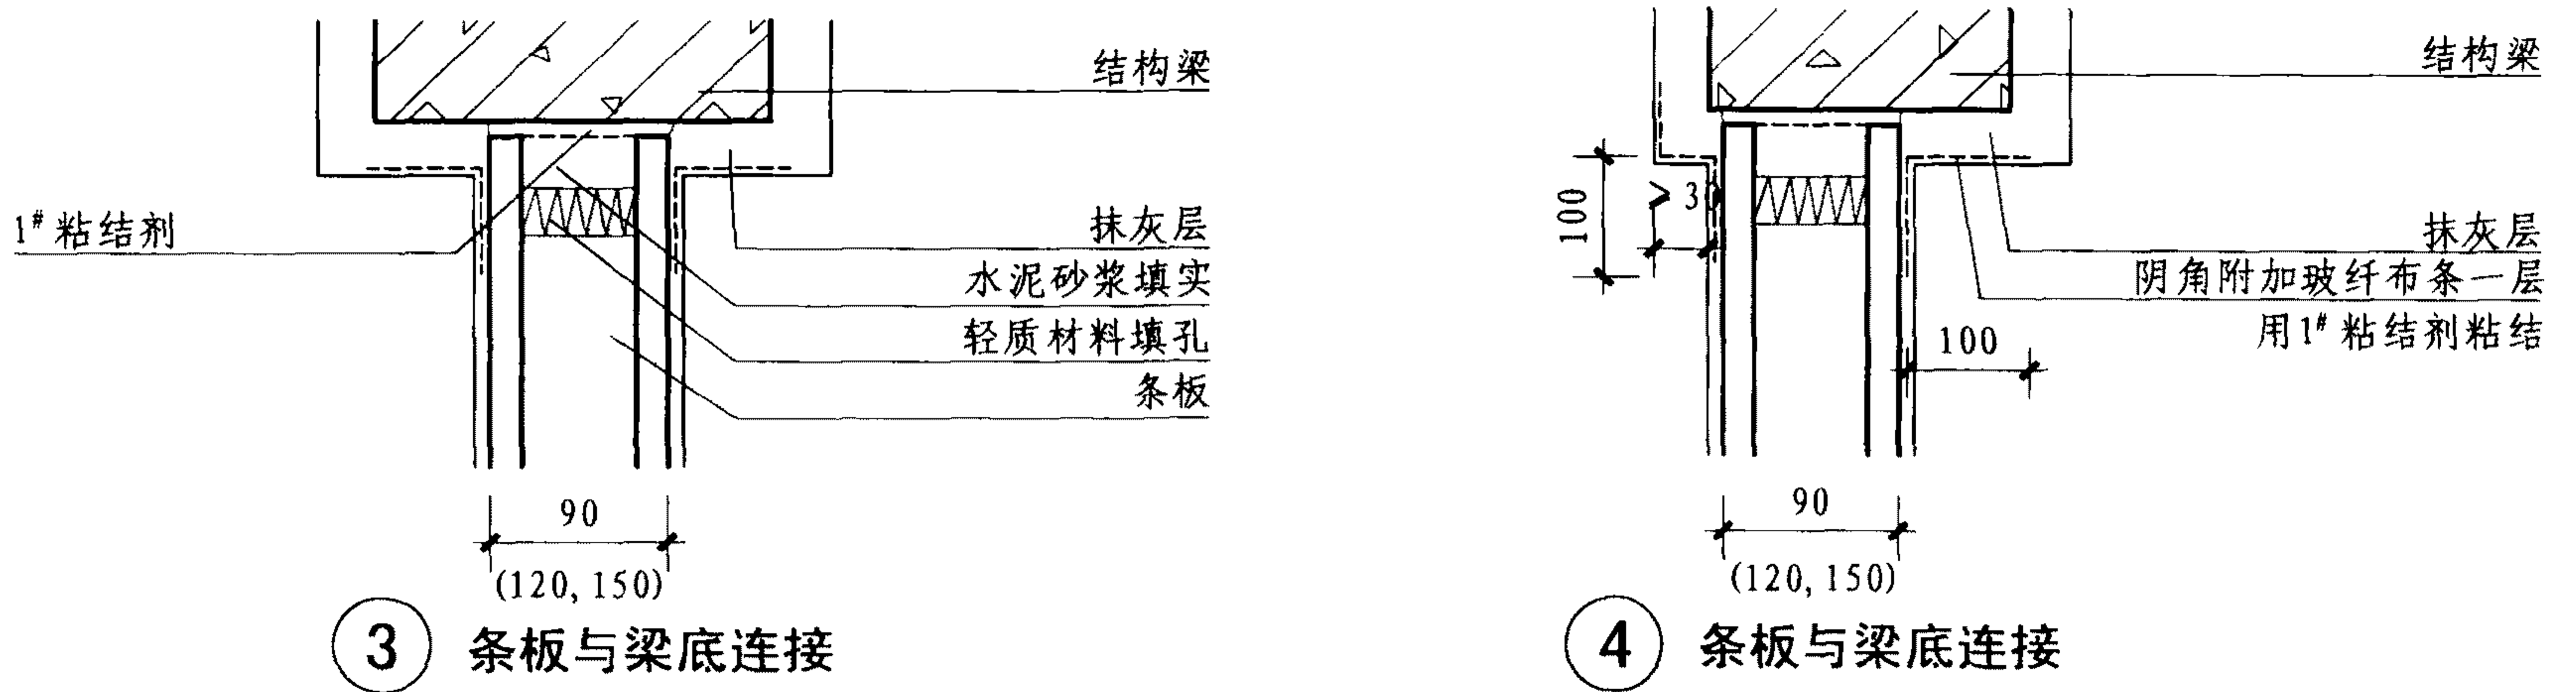 结构梁
1#粘结剂
抹灰层
水泥砂浆填实
轻质材料填孔
条板
90
(120, 150)
3 条板与梁底连接
结构梁
100
> 30
抹灰层
阴角附加玻纤布条一层
用1#粘结剂粘结
100
90
(120, 150)
4 条板与梁底连接